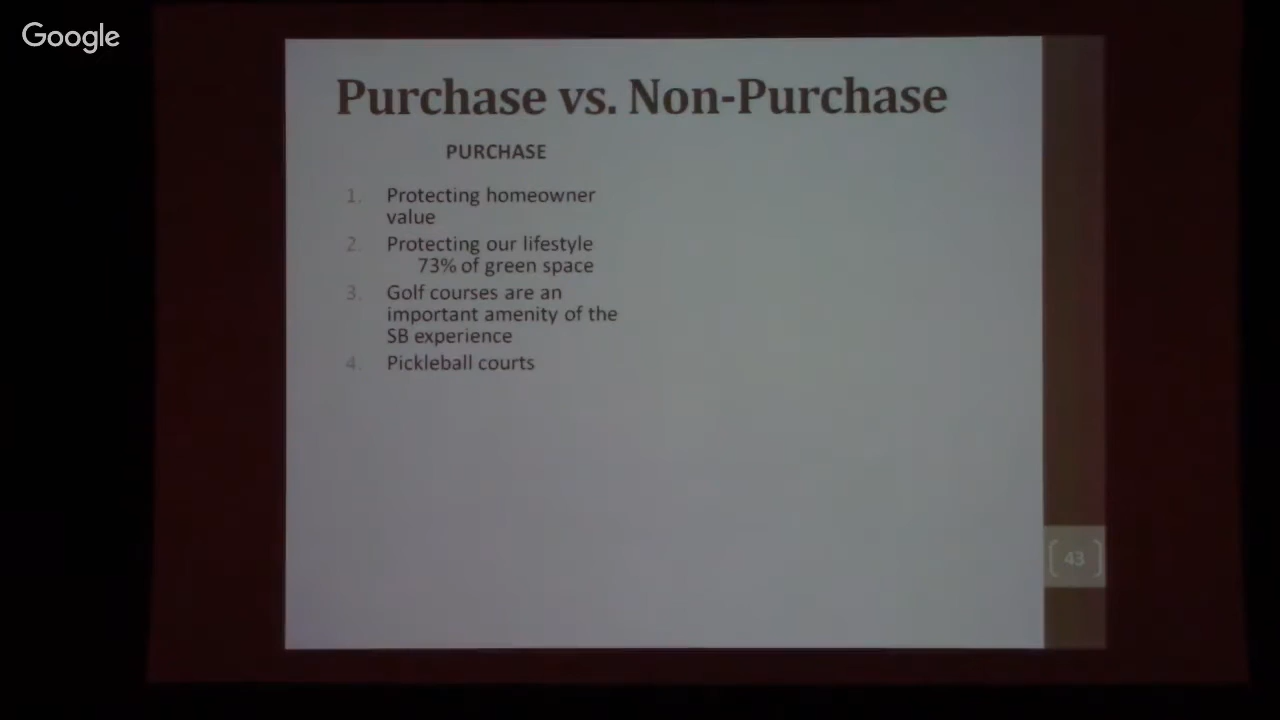 Google
Purchase vs. Non-Purchase
PURCHASE
1. Protecting homeowner
value
2. Protecting our lifestyle
73% of green space
3. Golf courses are an
important amenity of the
SB experience
4. Pickleball courts
43